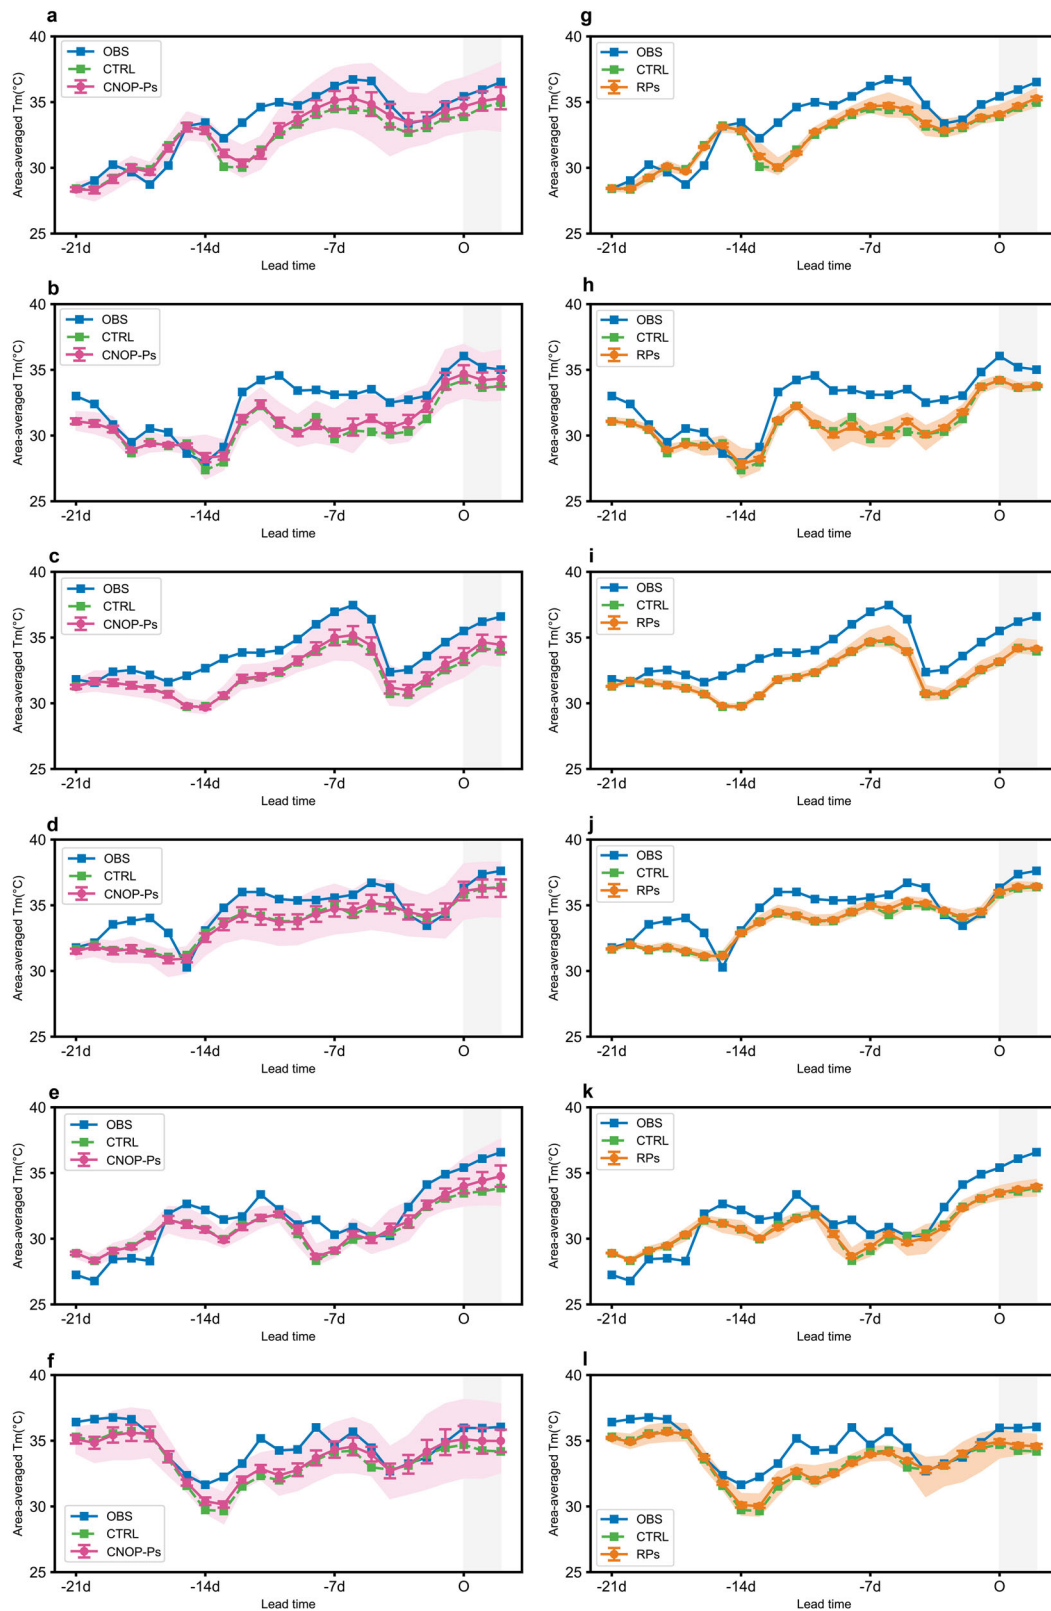 a
Area-averaged Tm(°C)
40
35
30
25
OBS
CTRL
CNOP-Ps
-21d
-14d
-7d
O
Lead time
g
Area-averaged Tm(°C)
40
35
30
25
OBS
CTRL
RPs
-21d
-14d
-7d
O
Lead time
b
Area-averaged Tm(°C)
40
35
30
25
OBS
CTRL
CNOP-Ps
-21d
-14d
-7d
O
Lead time
h
Area-averaged Tm(°C)
40
35
30
25
OBS
CTRL
RPs
-21d
-14d
-7d
O
Lead time
c
Area-averaged Tm(°C)
40
35
30
25
OBS
CTRL
CNOP-Ps
-21d
-14d
-7d
O
Lead time
i
Area-averaged Tm(°C)
40
35
30
25
OBS
CTRL
RPs
-21d
-14d
-7d
O
Lead time
d
Area-averaged Tm(°C)
40
35
30
25
OBS
CTRL
CNOP-Ps
-21d
-14d
-7d
O
Lead time
j
Area-averaged Tm(°C)
40
35
30
25
OBS
CTRL
RPs
-21d
-14d
-7d
O
Lead time
e
Area-averaged Tm(°C)
40
35
30
25
OBS
CTRL
CNOP-Ps
-21d
-14d
-7d
O
Lead time
k
Area-averaged Tm(°C)
40
35
30
25
OBS
CTRL
RPs
-21d
-14d
-7d
O
Lead time
f
Area-averaged Tm(°C)
40
35
30
25
OBS
CTRL
CNOP-Ps
-21d
-14d
-7d
O
Lead time
l
Area-averaged Tm(°C)
40
35
30
25
OBS
CTRL
RPs
-21d
-14d
-7d
O
Lead time